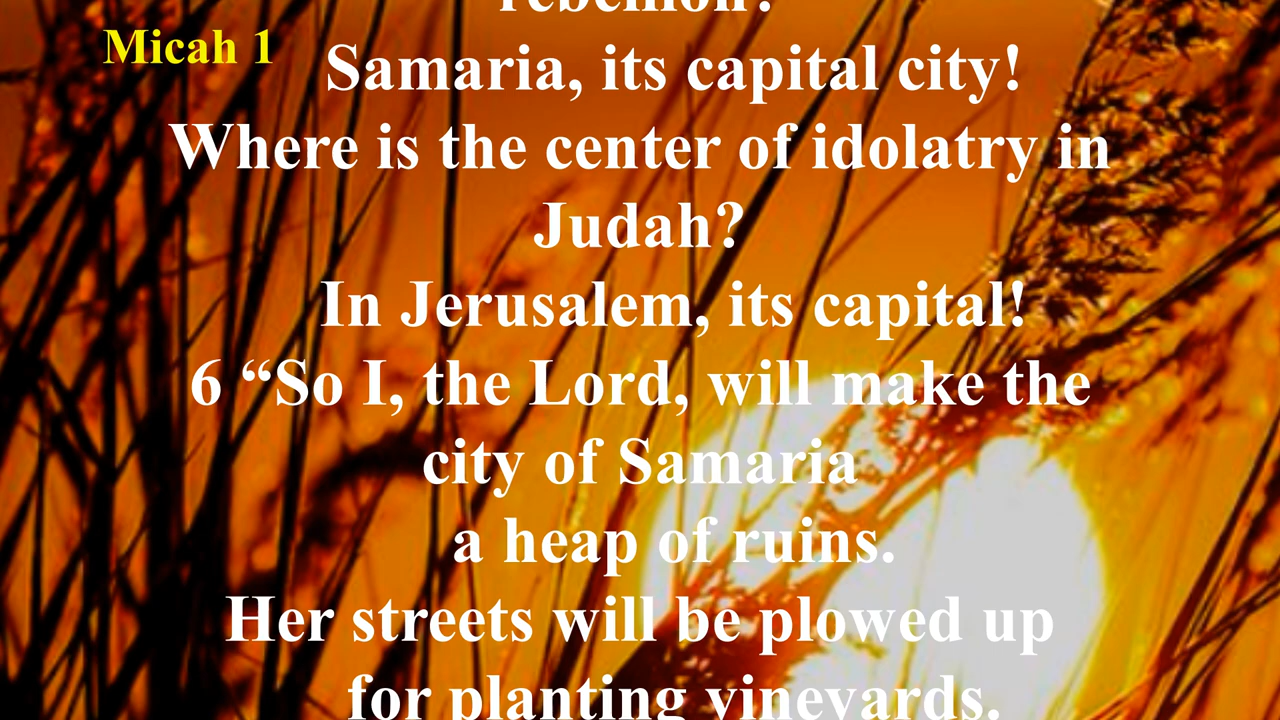 rebellion?
Micah 1
Samaria, its capital city!
Where is the center of idolatry in
Judah?
In Jerusalem, its capital!
6 “So I, the Lord, will make the
city of Samaria
a heap of ruins.
Her streets will be plowed up
for planting vineyards.